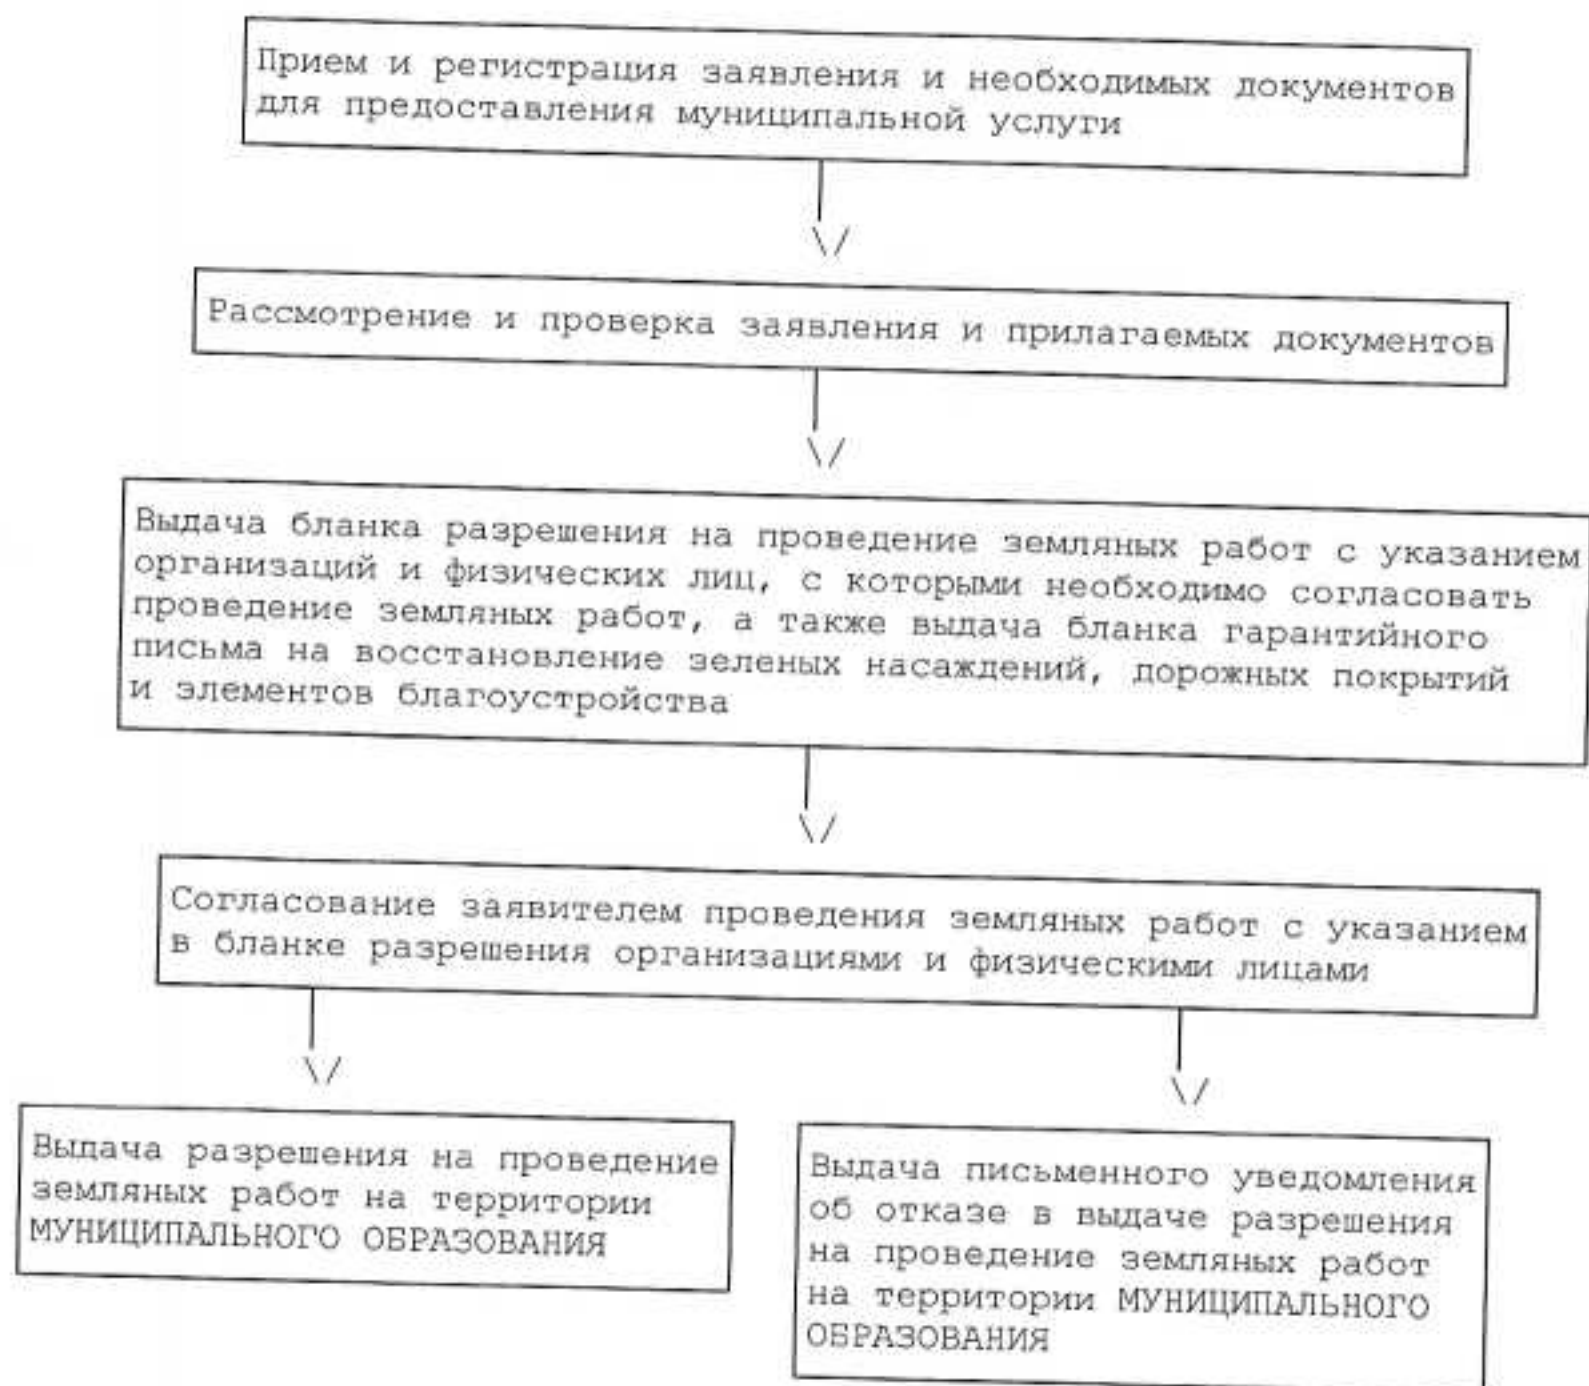 Прием и регистрация заявления и необходимых документов
для предоставления муниципальной услуги
Рассмотрение и проверка заявления и прилагаемых документов
Выдача бланка разрешения на проведение земляных работ с указанием
организаций и физических лиц, с которыми необходимо согласовать
проведение земляных работ, а также выдача бланка гарантийного
письма на восстановление зеленых насаждений, дорожных покрытий
и элементов благоустройства
Согласование заявителем проведения земляных работ с указанием
в бланке разрешения организациями и физическими лицами
Выдача разрешения на проведение
земляных работ на территории
МУНИЦИПАЛЬНОГО ОБРАЗОВАНИЯ
Выдача письменного уведомления
об отказе в выдаче разрешения
на проведение земляных работ
на территории МУНИЦИПАЛЬНОГО
ОБРАЗОВАНИЯ